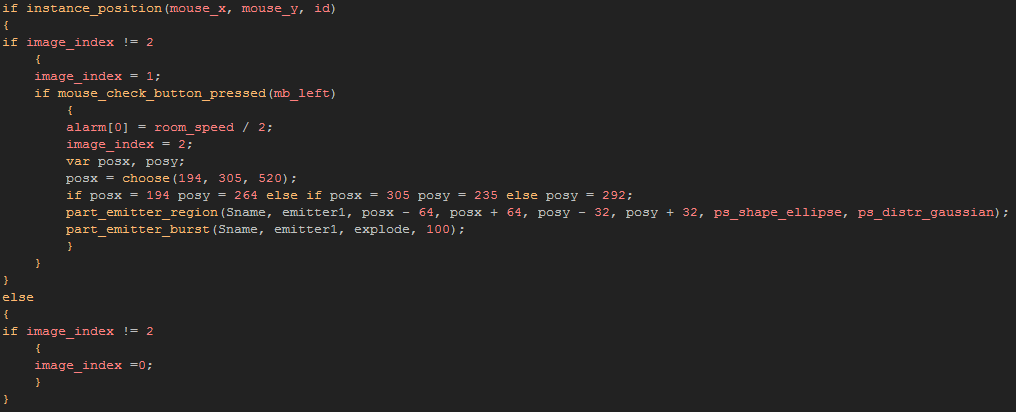 if instance_position(mouse_x, mouse_y, id)
{
if image_index != 2
    {
    image_index = 1;
    if mouse_check_button_pressed(mb_left)
        {
        alarm[0] = room_speed / 2;
        image_index = 2;
        var posx, posy;
        posx = choose(194, 305, 520);
        if posx = 194 posy = 264 else if posx = 305 posy = 235 else posy = 292;
        part_emitter_region(Sname, emitter1, posx - 64, posx + 64, posy - 32, posy + 32, ps_shape_ellipse, ps_distr_gaussian);
        part_emitter_burst(Sname, emitter1, explode, 100);
        }
    }
}
else
{
if image_index != 2
    {
    image_index =0;
    }
}